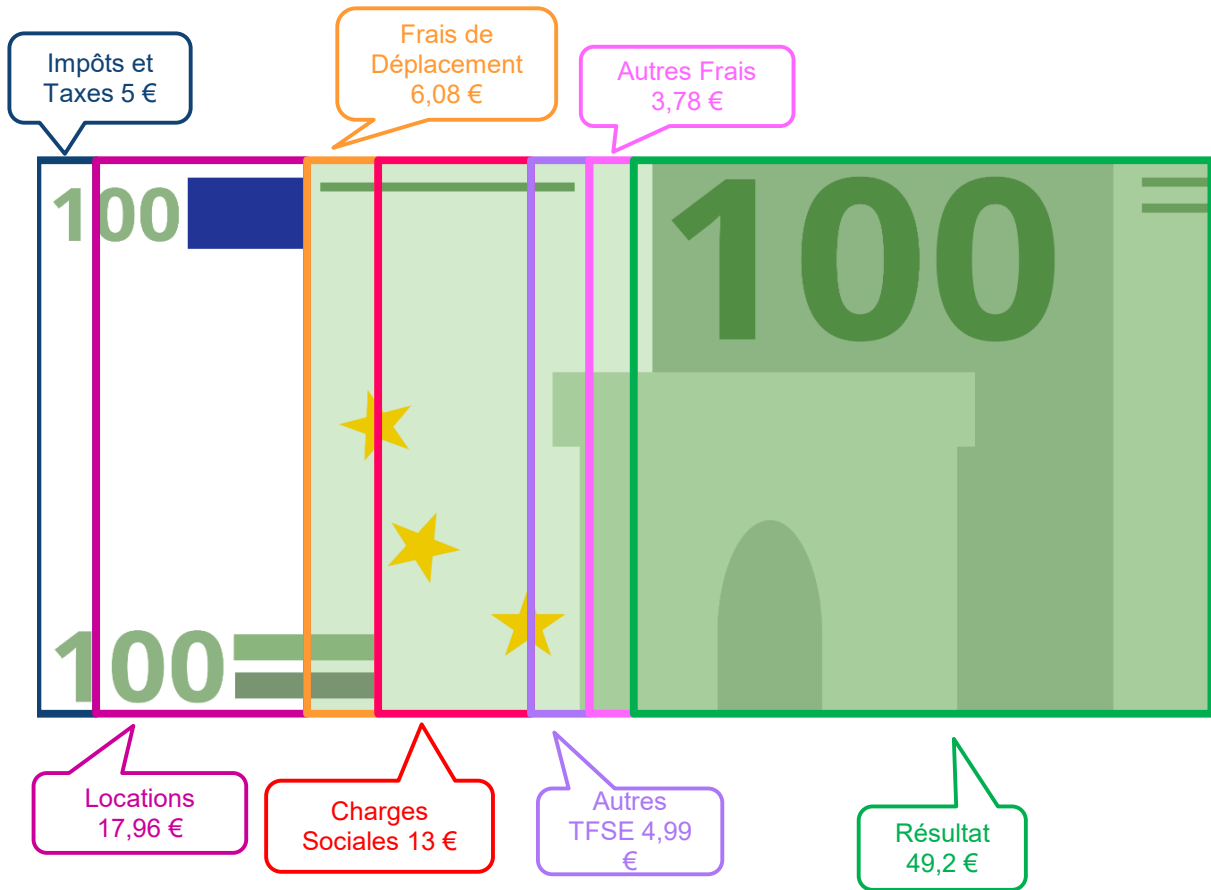 Frais de
Déplacement
6,08 €
Impôts et
Taxes 5 €
Autres Frais
3,78 €
100
100
100
Locations
17,96 €
Charges
Sociales 13 €
Autres
TFSE 4,99
€
Résultat
49,2 €